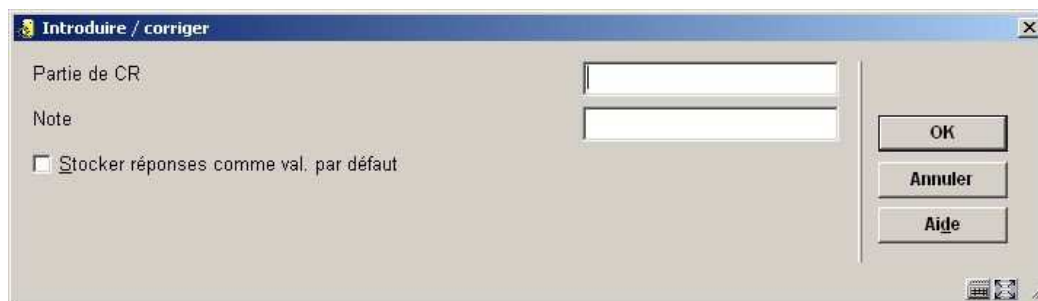 Introduire / corriger
Partie de CR
Note
Stocker réponses comme val. par défaut
OK
Annuler
Aide